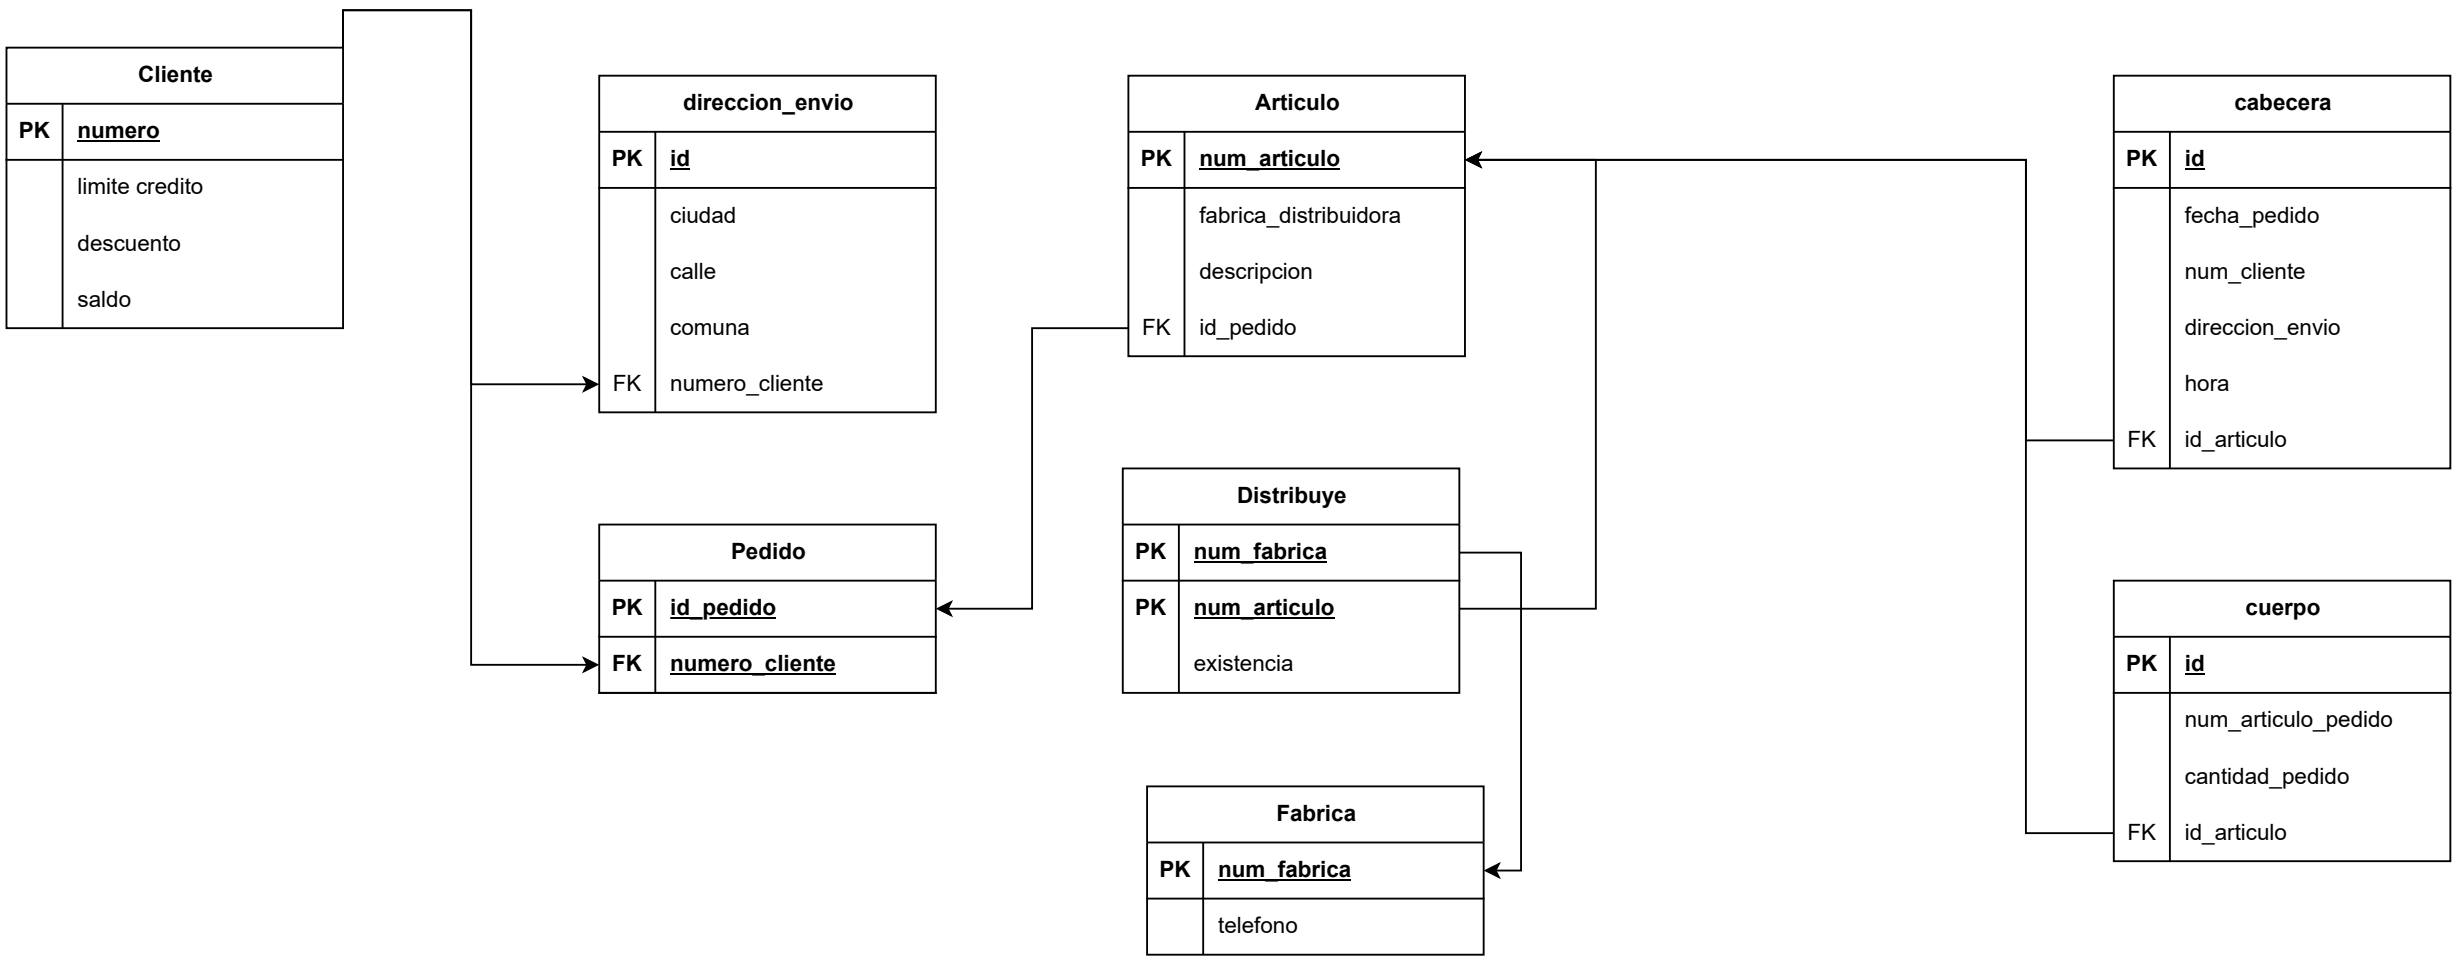 Cliente
PK numero
limite credito
descuento
saldo
direccion_envio
PK id
ciudad
calle
comuna
FK numero_cliente
Pedido
PK id_pedido
FK numero_cliente
Articulo
PK num_articulo
fabrica_distribuidora
descripcion
FK id_pedido
Distribuye
PK num_fabrica
PK num_articulo
existencia
Fabrica
PK num_fabrica
telefono
cabecera
PK id
fecha_pedido
num_cliente
direccion_envio
hora
FK id_articulo
cuerpo
PK id
num_articulo_pedido
cantidad_pedido
FK id_articulo